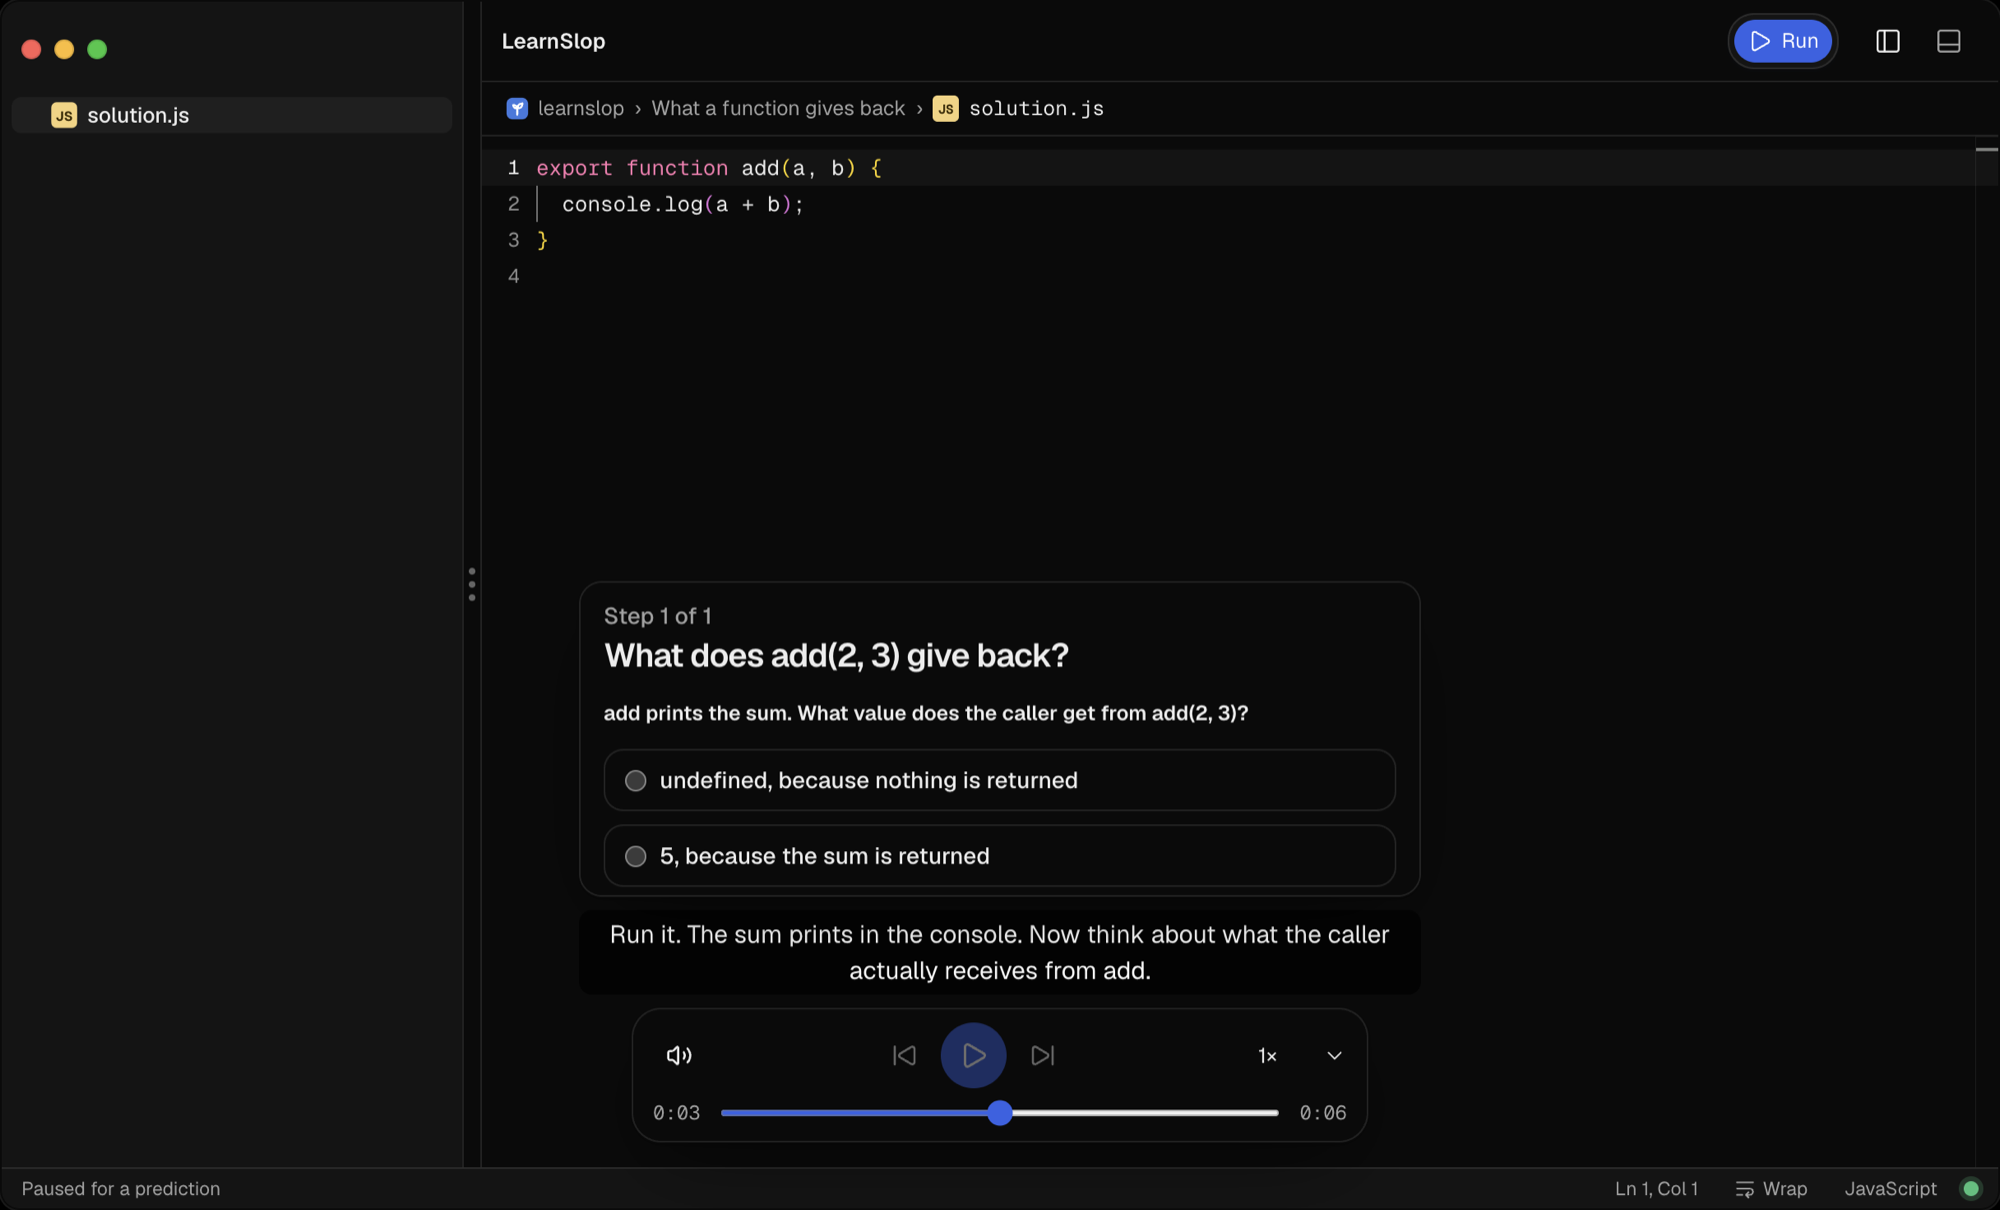 LearnSlop
Run
JS solution.js
learnslop › What a function gives back › JS solution.js
1 export function add(a, b) {
2 console.log(a + b);
3 }
4
Step 1 of 1
What does add(2, 3) give back?
add prints the sum. What value does the caller get from add(2, 3)?
undefined, because nothing is returned
5, because the sum is returned
Run it. The sum prints in the console. Now think about what the caller
actually receives from add.
1×
0:03
0:06
Paused for a prediction
Ln 1, Col 1
Wrap
JavaScript